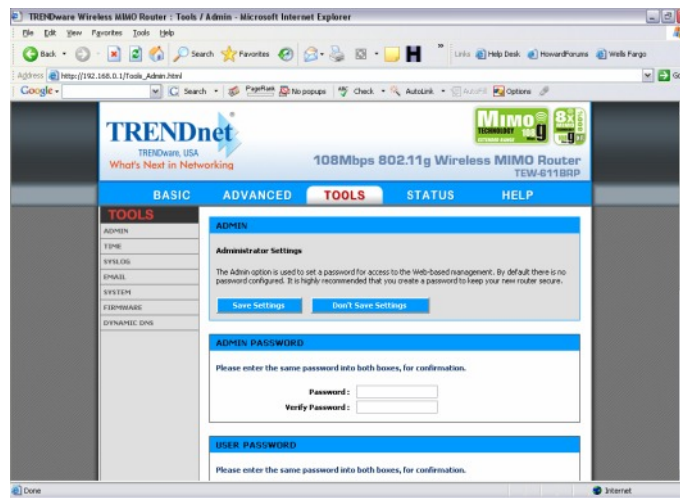 TRENDware Wireless MIMO Router : Tools / Admin - Microsoft Internet Explorer
File Edit View Favorites Tools Help
Back Search Favorites Links Help Desk HowardForums Wells Fargo
Address http://192.168.0.1/Tools_Admin.html Go
Google Search PageRank No popups Check AutoLink AutoFill Options
TRENDnet
TRENDware, USA
What's Next in Networking
MIMO
TECHNOLOGY 108 g
8x
108Mbps 802.11g Wireless MIMO Router
TEW-611BRP
BASIC ADVANCED TOOLS STATUS HELP
TOOLS
ADMIN
TIME
SYSLOG
EMAIL
SYSTEM
FIRMWARE
DYNAMIC DNS
ADMIN
Administrator Settings
The Admin option is used to set a password for access to the Web-based management. By default there is no
password configured. It is highly recommended that you create a password to keep your new router secure.
Save Settings Don't Save Settings
ADMIN PASSWORD
Please enter the same password into both boxes, for confirmation.
Password :
Verify Password :
USER PASSWORD
Please enter the same password into both boxes, for confirmation.
Done Internet